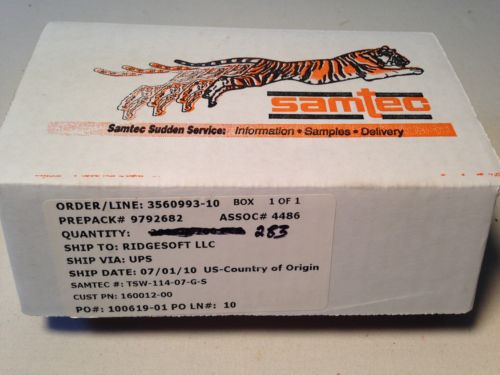 samtec
Samtec Sudden Service: Information • Samples • Delivery
ORDER/LINE: 3560993-10 BOX 1 OF 1
PREPACK# 9792682 ASSOC# 4486
QUANTITY: 283
SHIP TO: RIDGESOFT LLC
SHIP VIA: UPS
SHIP DATE: 07/01/10 US-Country of Origin
SAMTEC #: TSW-114-07-G-S
CUST PN: 160012-00
PO#: 100619-01 PO LN#: 10